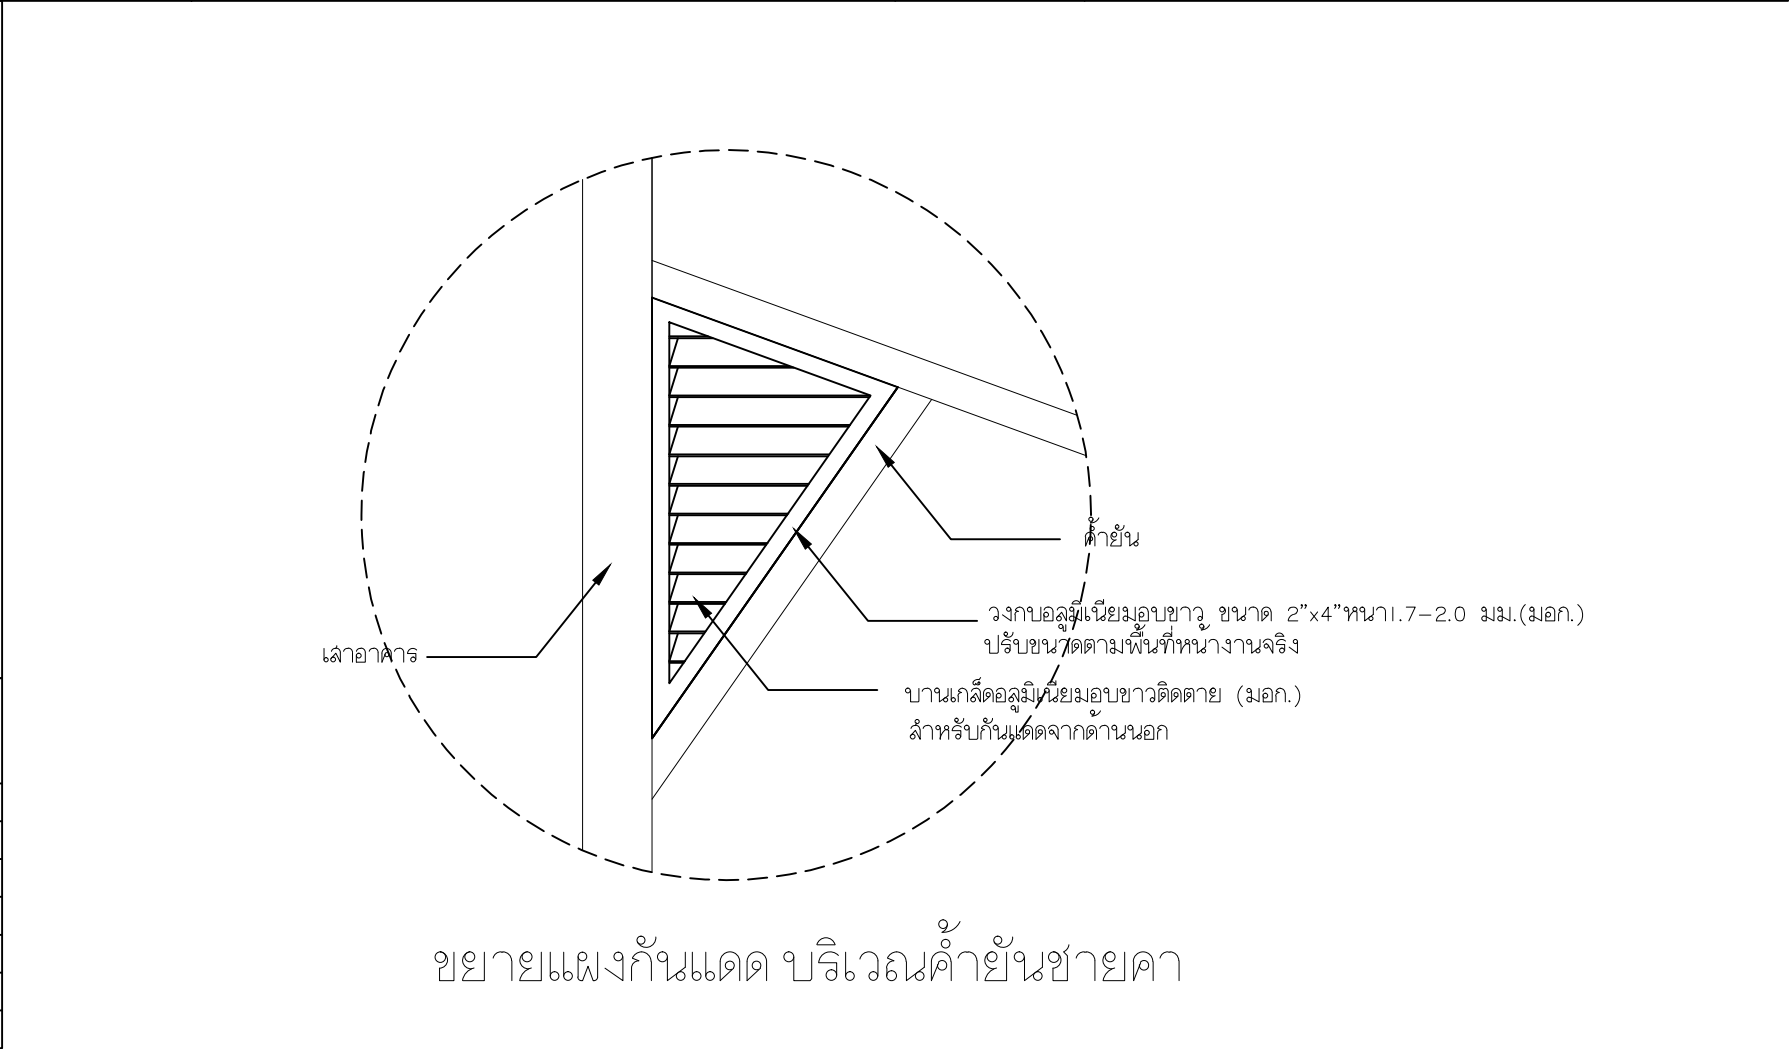 ค้ำยัน
วงกบอลูมิเนียมอบขาว ขนาด 2"x4"หนา1.7-2.0 มม.(มอก.)
ปรับขนาดตามพื้นที่หน้างานจริง
เสาอาคาร
บานเกล็ดอลูมิเนียมอบขาวติดตาย (มอก.)
สำหรับกันแดดจากด้านนอก
ขยายแผงกันแดด บริเวณค้ำยันชายคา